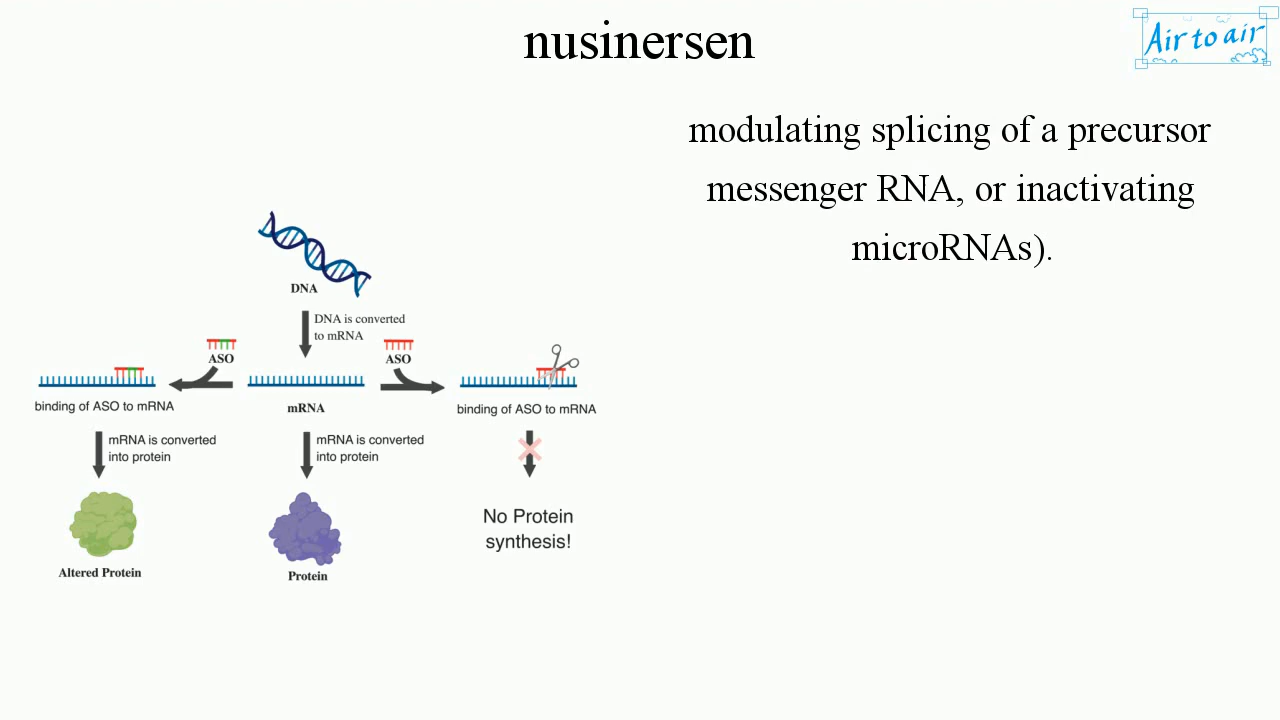 nusinersen
Air to air
modulating splicing of a precursor
messenger RNA, or inactivating
microRNAs).
DNA
DNA is converted
to mRNA
ASO
ASO
binding of ASO to mRNA
mRNA
binding of ASO to mRNA
mRNA is converted
into protein
mRNA is converted
into protein
No Protein
synthesis!
Altered Protein
Protein